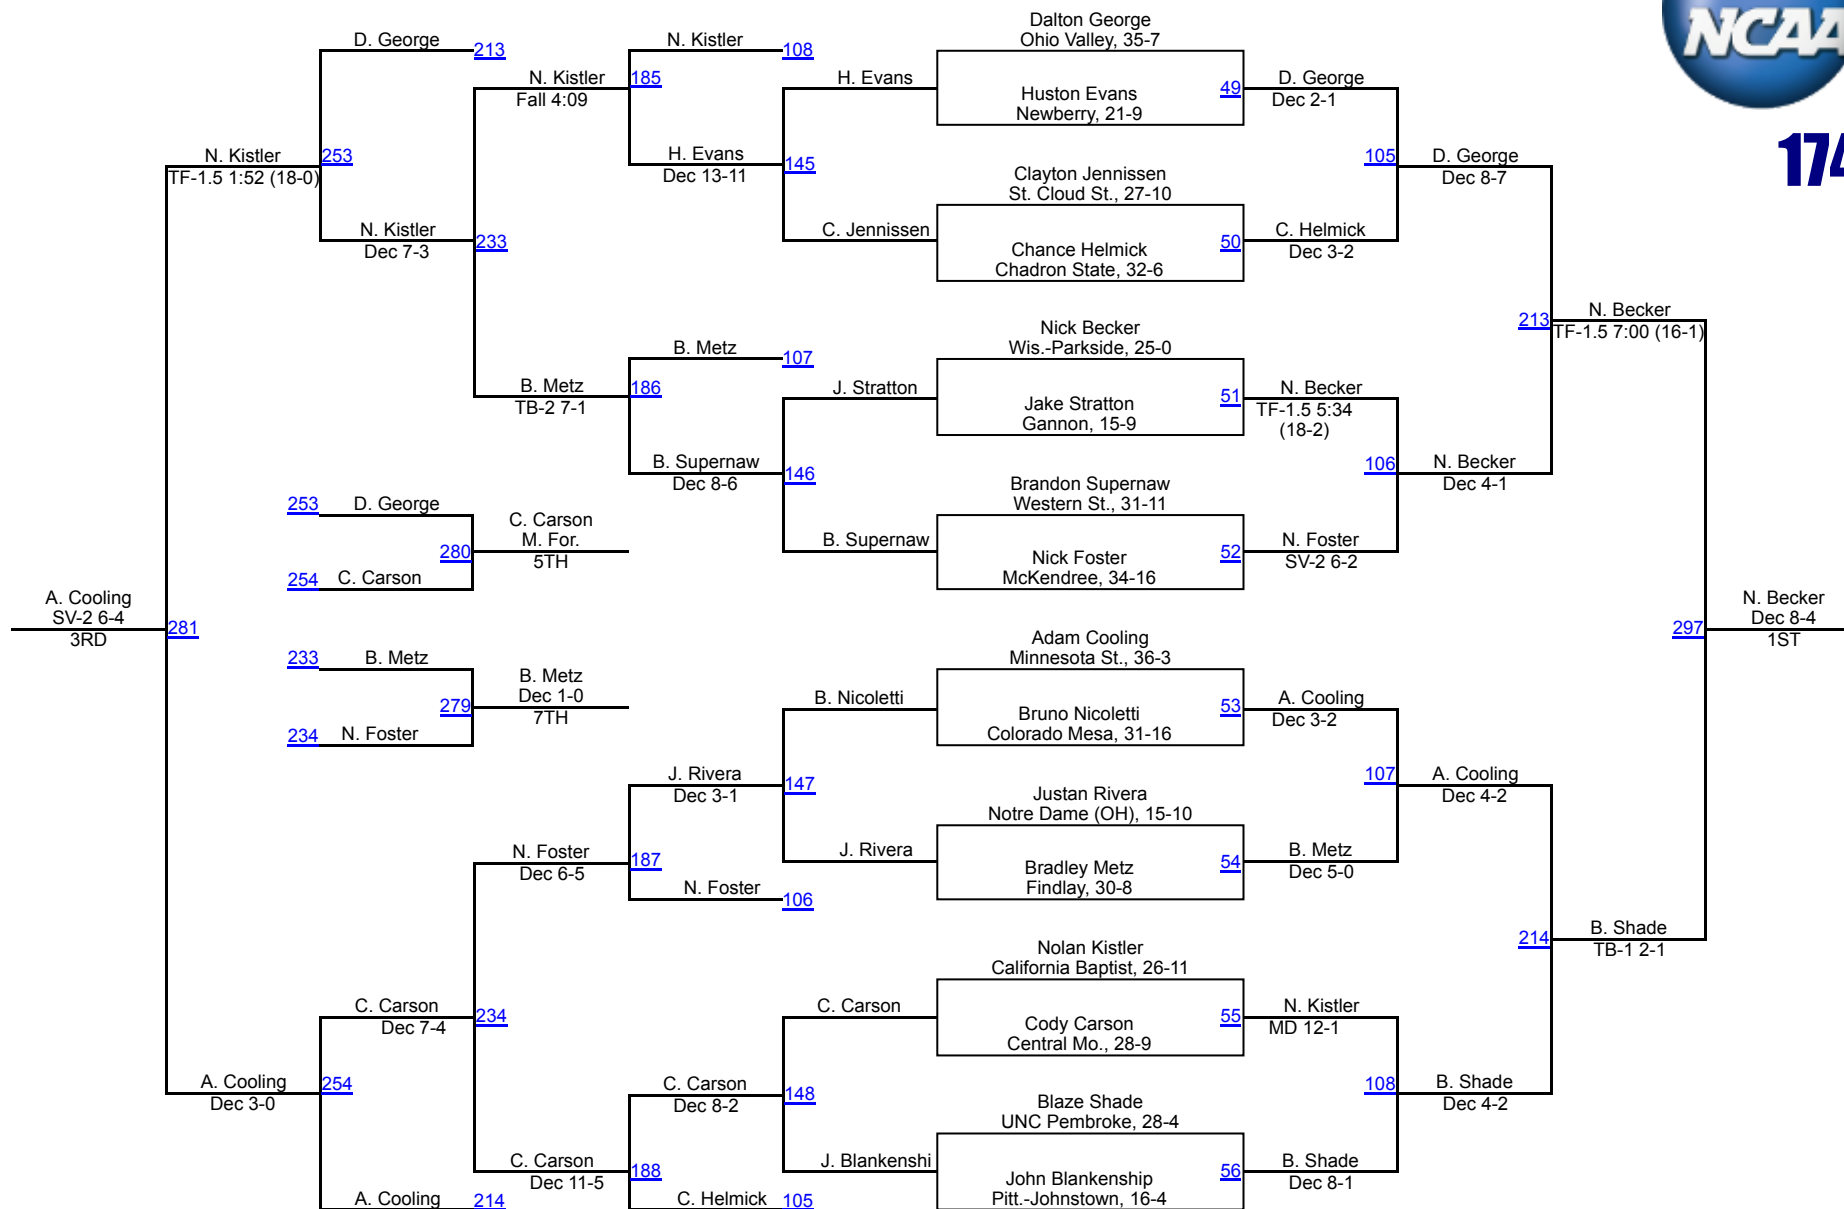 NCAA
174
D. George
213
N. Kistler
Fall 4:09
N. Kistler
108
185
H. Evans
Dec 13-11
H. Evans
145
C. Jennissen
N. Kistler
TF-1.5 1:52 (18-0)
253
N. Kistler
Dec 7-3
233
B. Metz
107
B. Metz
TB-2 7-1
186
J. Stratton
B. Supernaw
Dec 8-6
146
B. Supernaw
253
D. George
280
C. Carson
M. For.
5TH
254
C. Carson
A. Cooling
SV-2 6-4
3RD
281
233
B. Metz
279
B. Metz
Dec 1-0
7TH
234
N. Foster
B. Nicoletti
J. Rivera
Dec 3-1
147
J. Rivera
N. Foster
Dec 6-5
187
N. Foster
106
C. Carson
Dec 7-4
234
C. Carson
C. Carson
Dec 8-2
148
J. Blankenshi
A. Cooling
Dec 3-0
254
C. Carson
Dec 11-5
188
C. Helmick
105
A. Cooling
214
Dalton George
Ohio Valley, 35-7
Huston Evans
Newberry, 21-9
49
D. George
Dec 2-1
Clayton Jennissen
St. Cloud St., 27-10
Chance Helmick
Chadron State, 32-6
50
C. Helmick
Dec 3-2
105
D. George
Dec 8-7
Nick Becker
Wis.-Parkside, 25-0
Jake Stratton
Gannon, 15-9
51
N. Becker
TF-1.5 5:34
(18-2)
Brandon Supernaw
Western St., 31-11
Nick Foster
McKendree, 34-16
52
N. Foster
SV-2 6-2
106
N. Becker
Dec 4-1
213
N. Becker
TF-1.5 7:00 (16-1)
Adam Cooling
Minnesota St., 36-3
Bruno Nicoletti
Colorado Mesa, 31-16
53
A. Cooling
Dec 3-2
Justan Rivera
Notre Dame (OH), 15-10
Bradley Metz
Findlay, 30-8
54
B. Metz
Dec 5-0
107
A. Cooling
Dec 4-2
Nolan Kistler
California Baptist, 26-11
Cody Carson
Central Mo., 28-9
55
N. Kistler
MD 12-1
Blaze Shade
UNC Pembroke, 28-4
John Blankenship
Pitt.-Johnstown, 16-4
56
B. Shade
Dec 8-1
108
B. Shade
Dec 4-2
214
B. Shade
TB-1 2-1
297
N. Becker
Dec 8-4
1ST